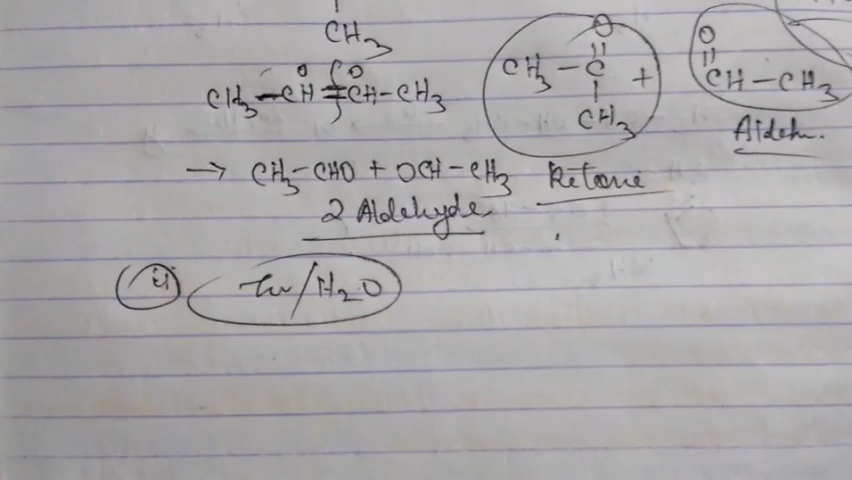 CH3
CH3 - CH = CH - CH3
O O
CH3 - C +
O
CH3
O
CH - CH3
Aldeh.
→ CH3 - CHO + OCH - CH3
Ketone
2 Aldehyde
ii /H2O